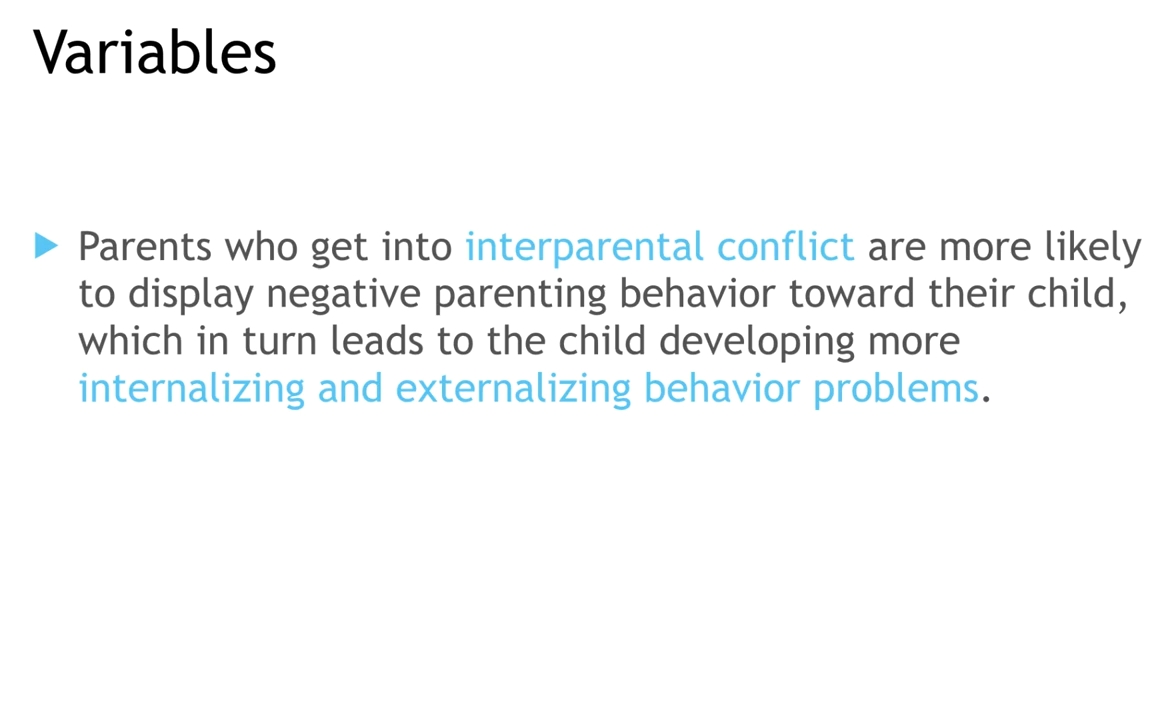 Variables
Parents who get into interparental conflict are more likely
to display negative parenting behavior toward their child,
which in turn leads to the child developing more
internalizing and externalizing behavior problems.